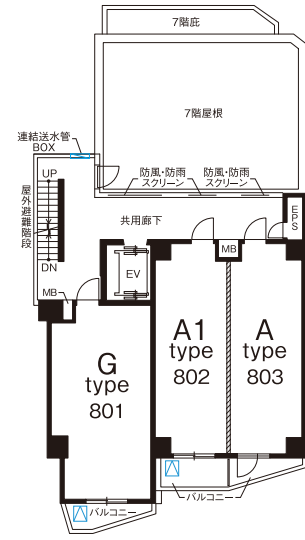 7階庇
7階屋根
連結送水管
BOX
防風・防雨
スクリーン
防風・防雨
スクリーン
UP
屋外避難階段
DN
共用廊下
EPS
MB
EV
MB
G
type
801
A1
type
802
A
type
803
バルコニー
バルコニー